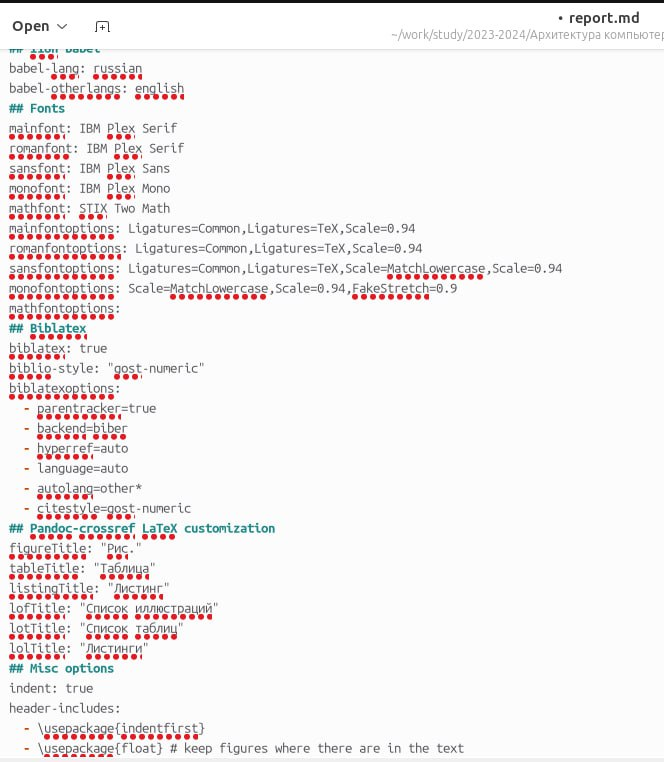 Open
• report.md
~/work/study/2023-2024/Архитектура компьютер
## I18n babel
babel-lang: russian
babel-otherlangs: english
## Fonts
mainfont: IBM Plex Serif
romanfont: IBM Plex Serif
sansfont: IBM Plex Sans
monofont: IBM Plex Mono
mathfont: STIX Two Math
mainfontoptions: Ligatures=Common,Ligatures=TeX,Scale=0.94
romanfontoptions: Ligatures=Common,Ligatures=TeX,Scale=0.94
sansfontoptions: Ligatures=Common,Ligatures=TeX,Scale=MatchLowercase,Scale=0.94
monofontoptions: Scale=MatchLowercase,Scale=0.94,FakeStretch=0.9
mathfontoptions:
## Biblatex
biblatex: true
biblio-style: "gost-numeric"
biblatexoptions:
- parentracker=true
- backend=biber
- hyperref=auto
- language=auto
- autolang=other*
- citestyle=gost-numeric
## Pandoc-crossref LaTeX customization
figureTitle: "Рис."
tableTitle: "Таблица"
listingTitle: "Листинг"
lofTitle: "Список иллюстраций"
lotTitle: "Список таблиц"
lolTitle: "Листинги"
## Misc options
indent: true
header-includes:
- \usepackage{indentfirst}
- \usepackage{float} # keep figures where there are in the text